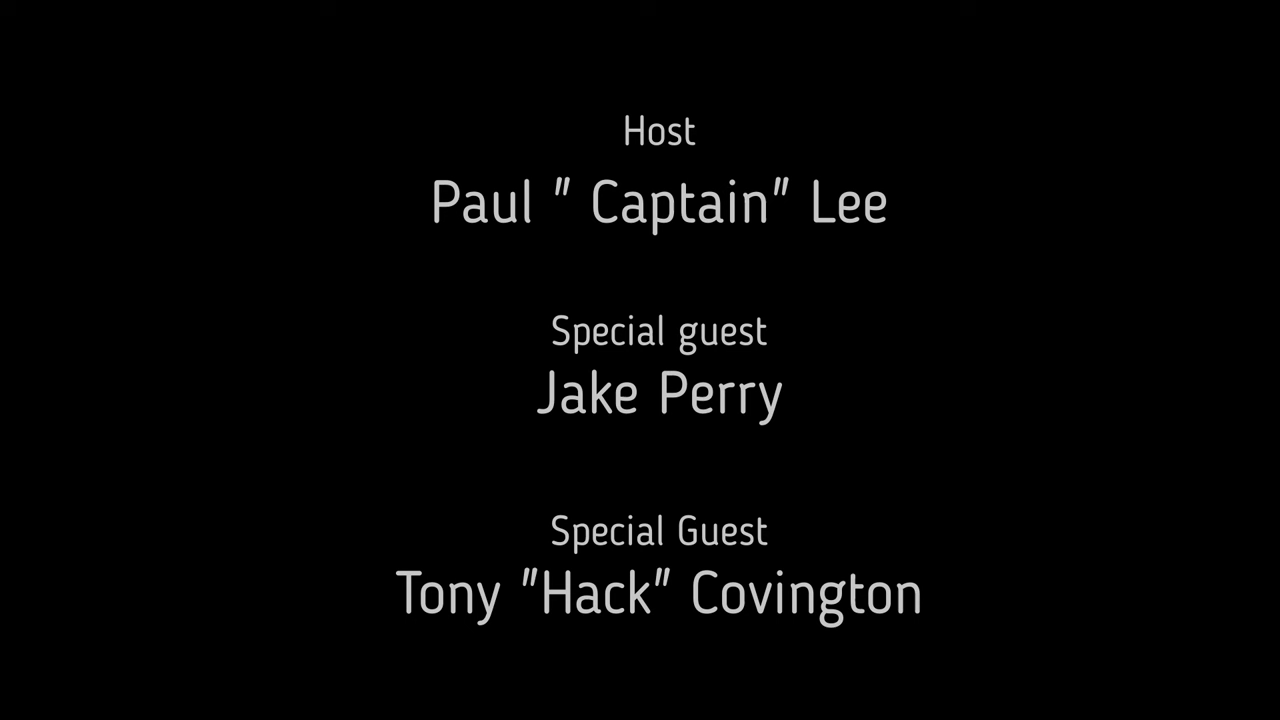 Host
Paul " Captain" Lee
Special guest
Jake Perry
Special Guest
Tony "Hack" Covington